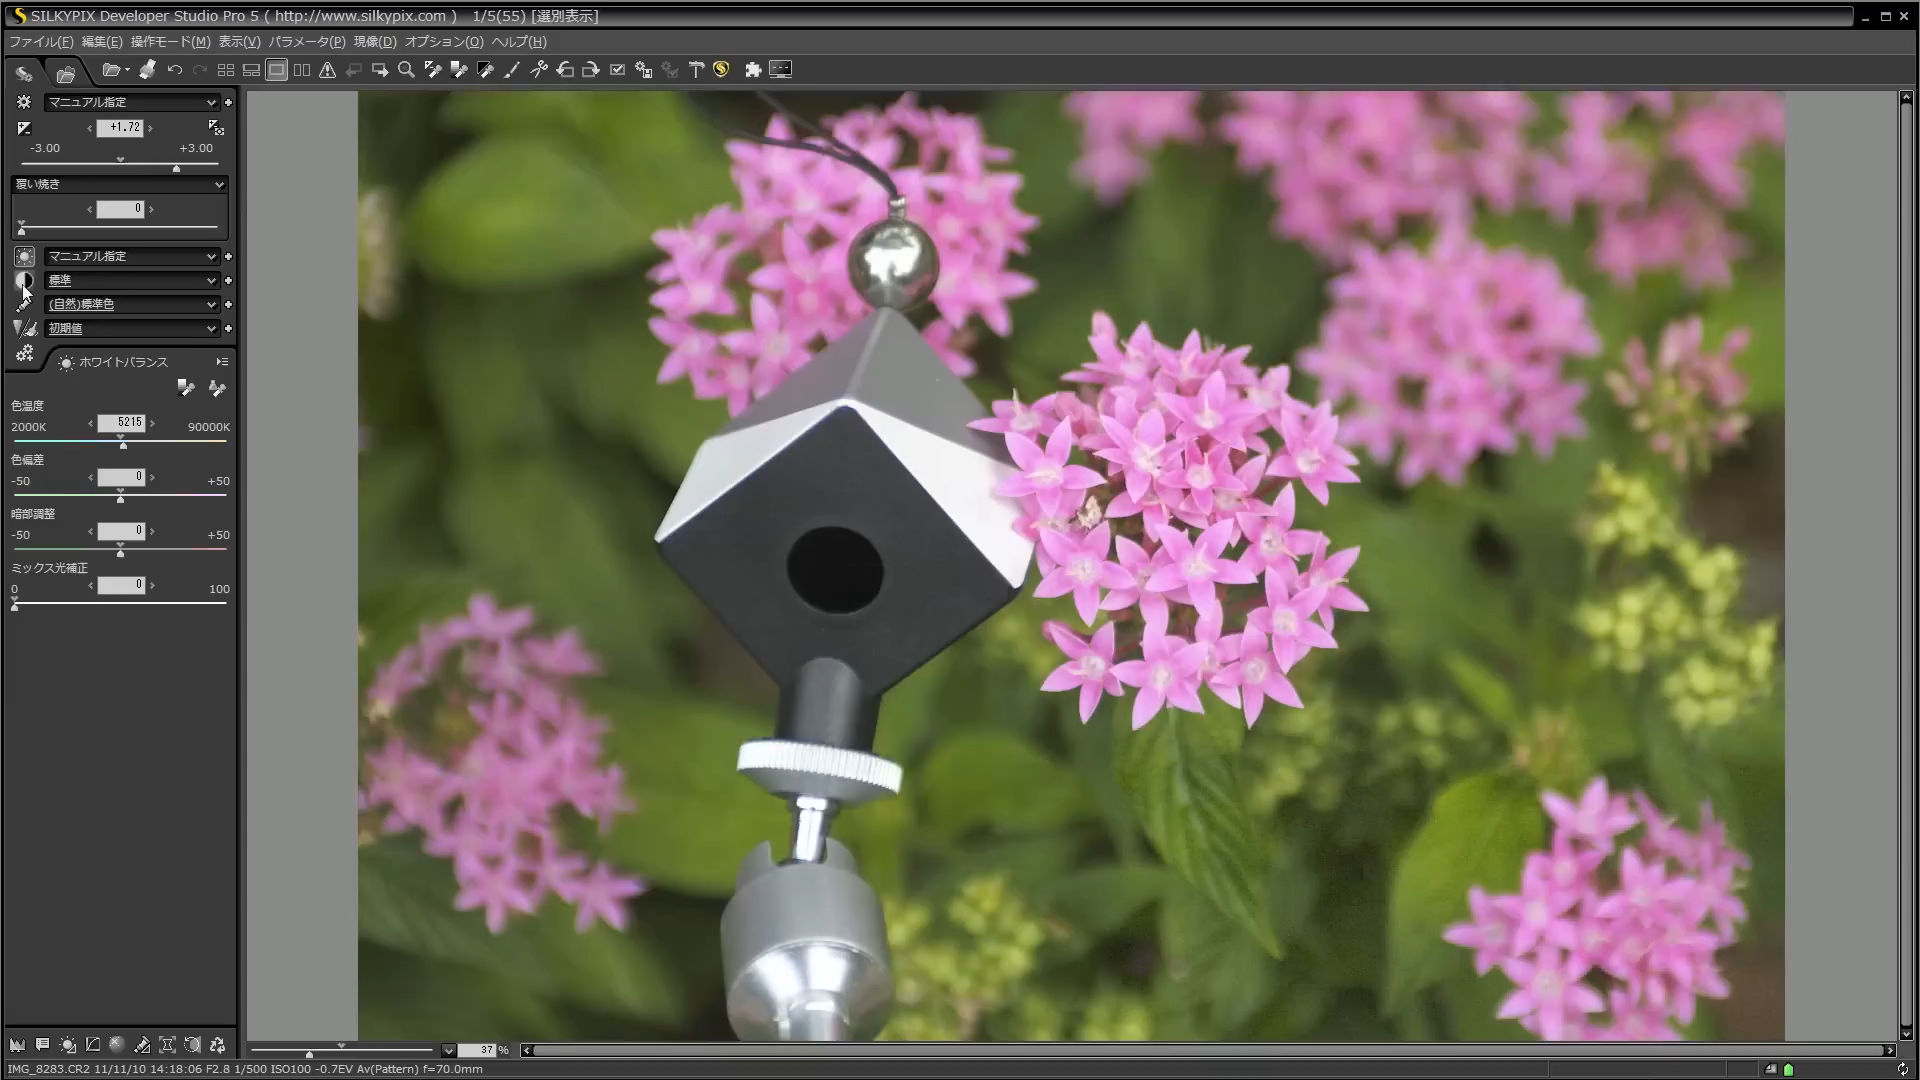 SILKYPIX Developer Studio Pro 5 ( http://www.silkypix.com )   1/5(55) [選別表示]
ファイル(F) 編集(E) 操作モード(M) 表示(V) パラメータ(P) 現像(D) オプション(O) ヘルプ(H)
マニュアル指定
+1.72
-3.00 +3.00
覆い焼き
0
マニュアル指定
標準
(自然)標準色
初期値
ホワイトバランス
色温度
5215
2000K 90000K
色偏差
0
-50 +50
暗部調整
0
-50 +50
ミックス光補正
0
0 100
37 %
IMG_8283.CR2 11/11/10 14:18:06 F2.8 1/500 ISO100 -0.7EV Av(Pattern) f=70.0mm